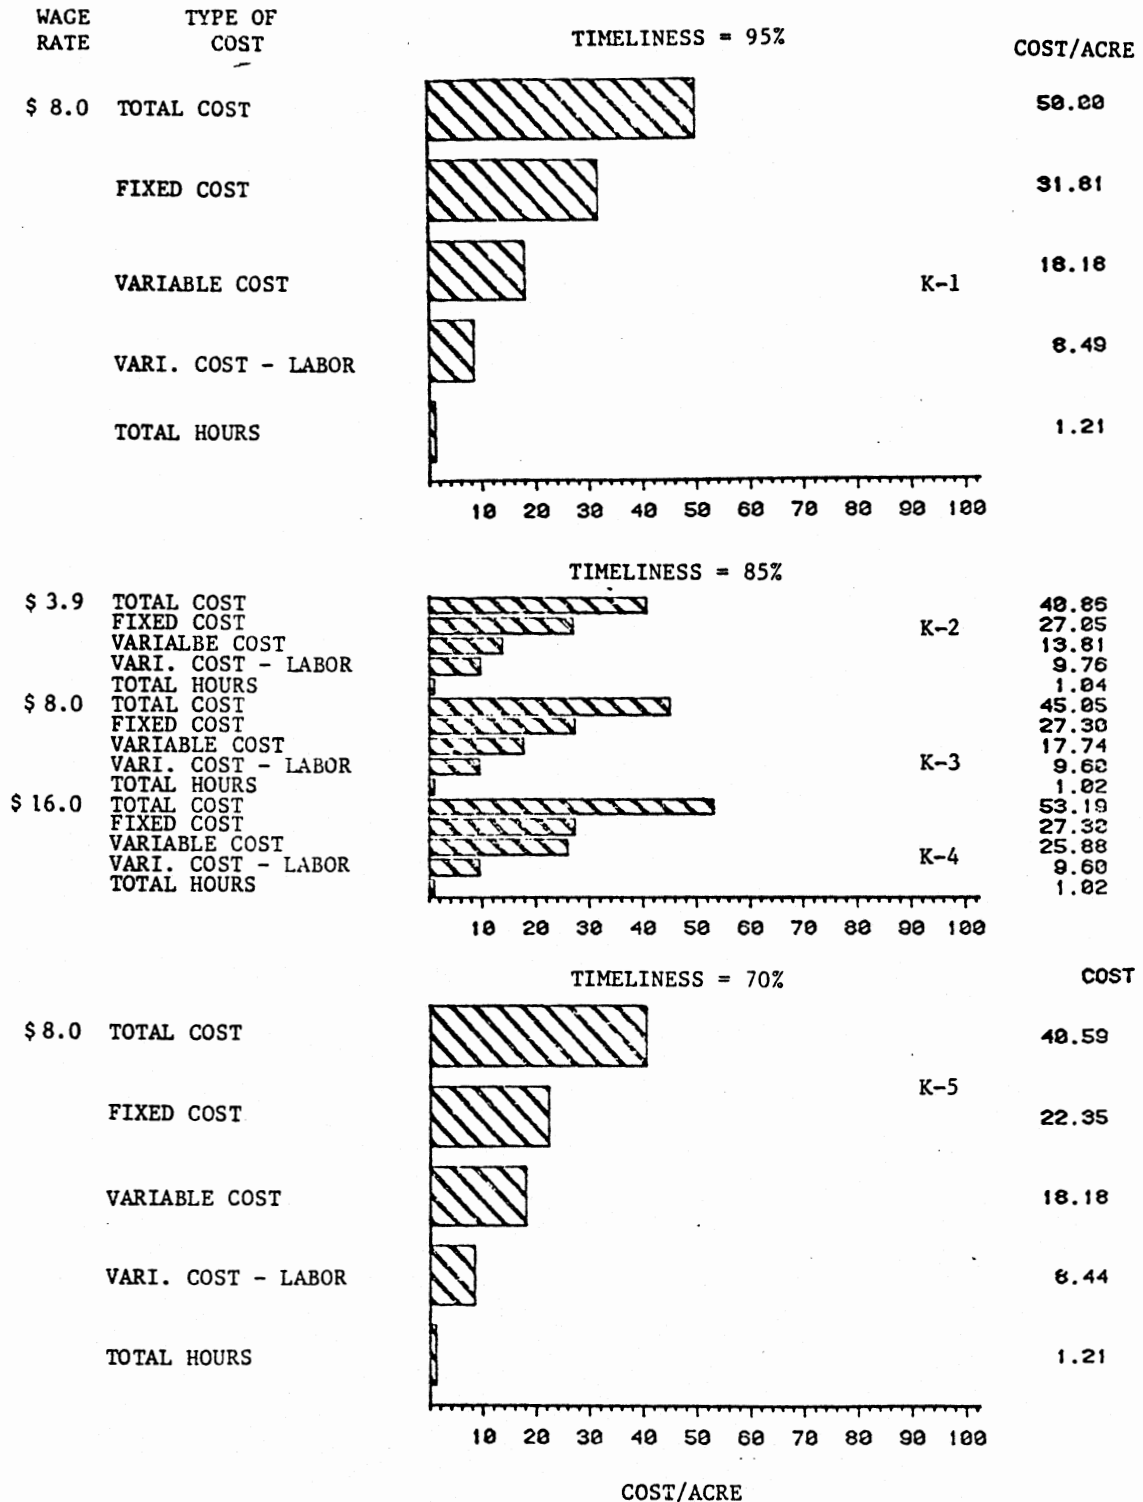 WAGE RATE
TYPE OF COST
TIMELINESS = 95%
COST/ACRE
$ 8.0 TOTAL COST 50.00
FIXED COST 31.81
VARIABLE COST K-1 18.18
VARI. COST - LABOR 8.49
TOTAL HOURS 1.21
10 20 30 40 50 60 70 80 90 100
TIMELINESS = 85%
$ 3.9 TOTAL COST 40.86
FIXED COST K-2 27.05
VARIALBE COST 13.81
VARI. COST - LABOR 9.76
TOTAL HOURS 1.04
$ 8.0 TOTAL COST 45.05
FIXED COST 27.30
VARIABLE COST 17.74
VARI. COST - LABOR K-3
TOTAL HOURS 1.02
$ 16.0 TOTAL COST 53.19
FIXED COST 27.32
VARIABLE COST 25.88
VARI. COST - LABOR K-4 9.60
TOTAL HOURS 1.02
10 20 30 40 50 60 70 80 90 100
TIMELINESS = 70% COST
$8.0 TOTAL COST 40.59
K-5
FIXED COST 22.35
VARIABLE COST 18.18
VARI. COST - LABOR 8.44
TOTAL HOURS 1.21
10 20 30 40 50 60 70 80 90 100
COST/ACRE